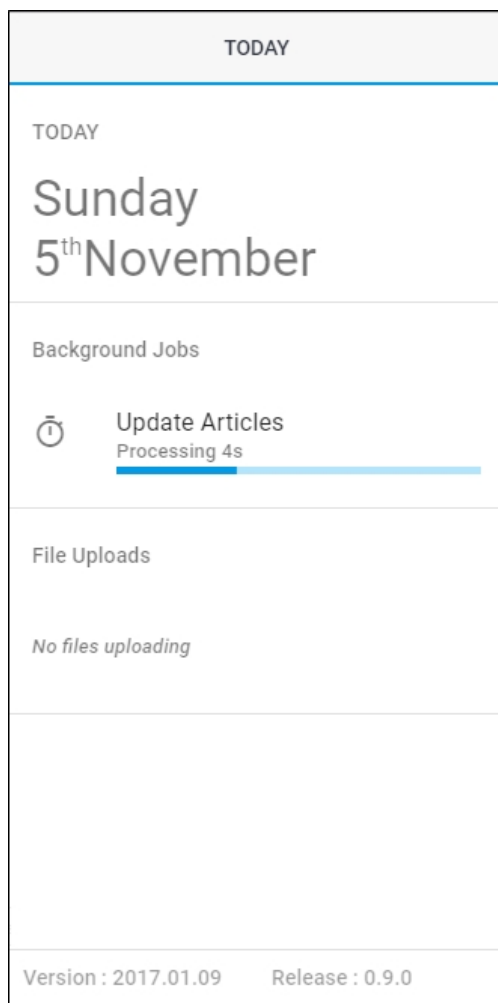 TODAY
TODAY
Sunday
5thNovember
Background Jobs
Update Articles
Processing 4s
File Uploads
No files uploading
Version : 2017.01.09 Release : 0.9.0